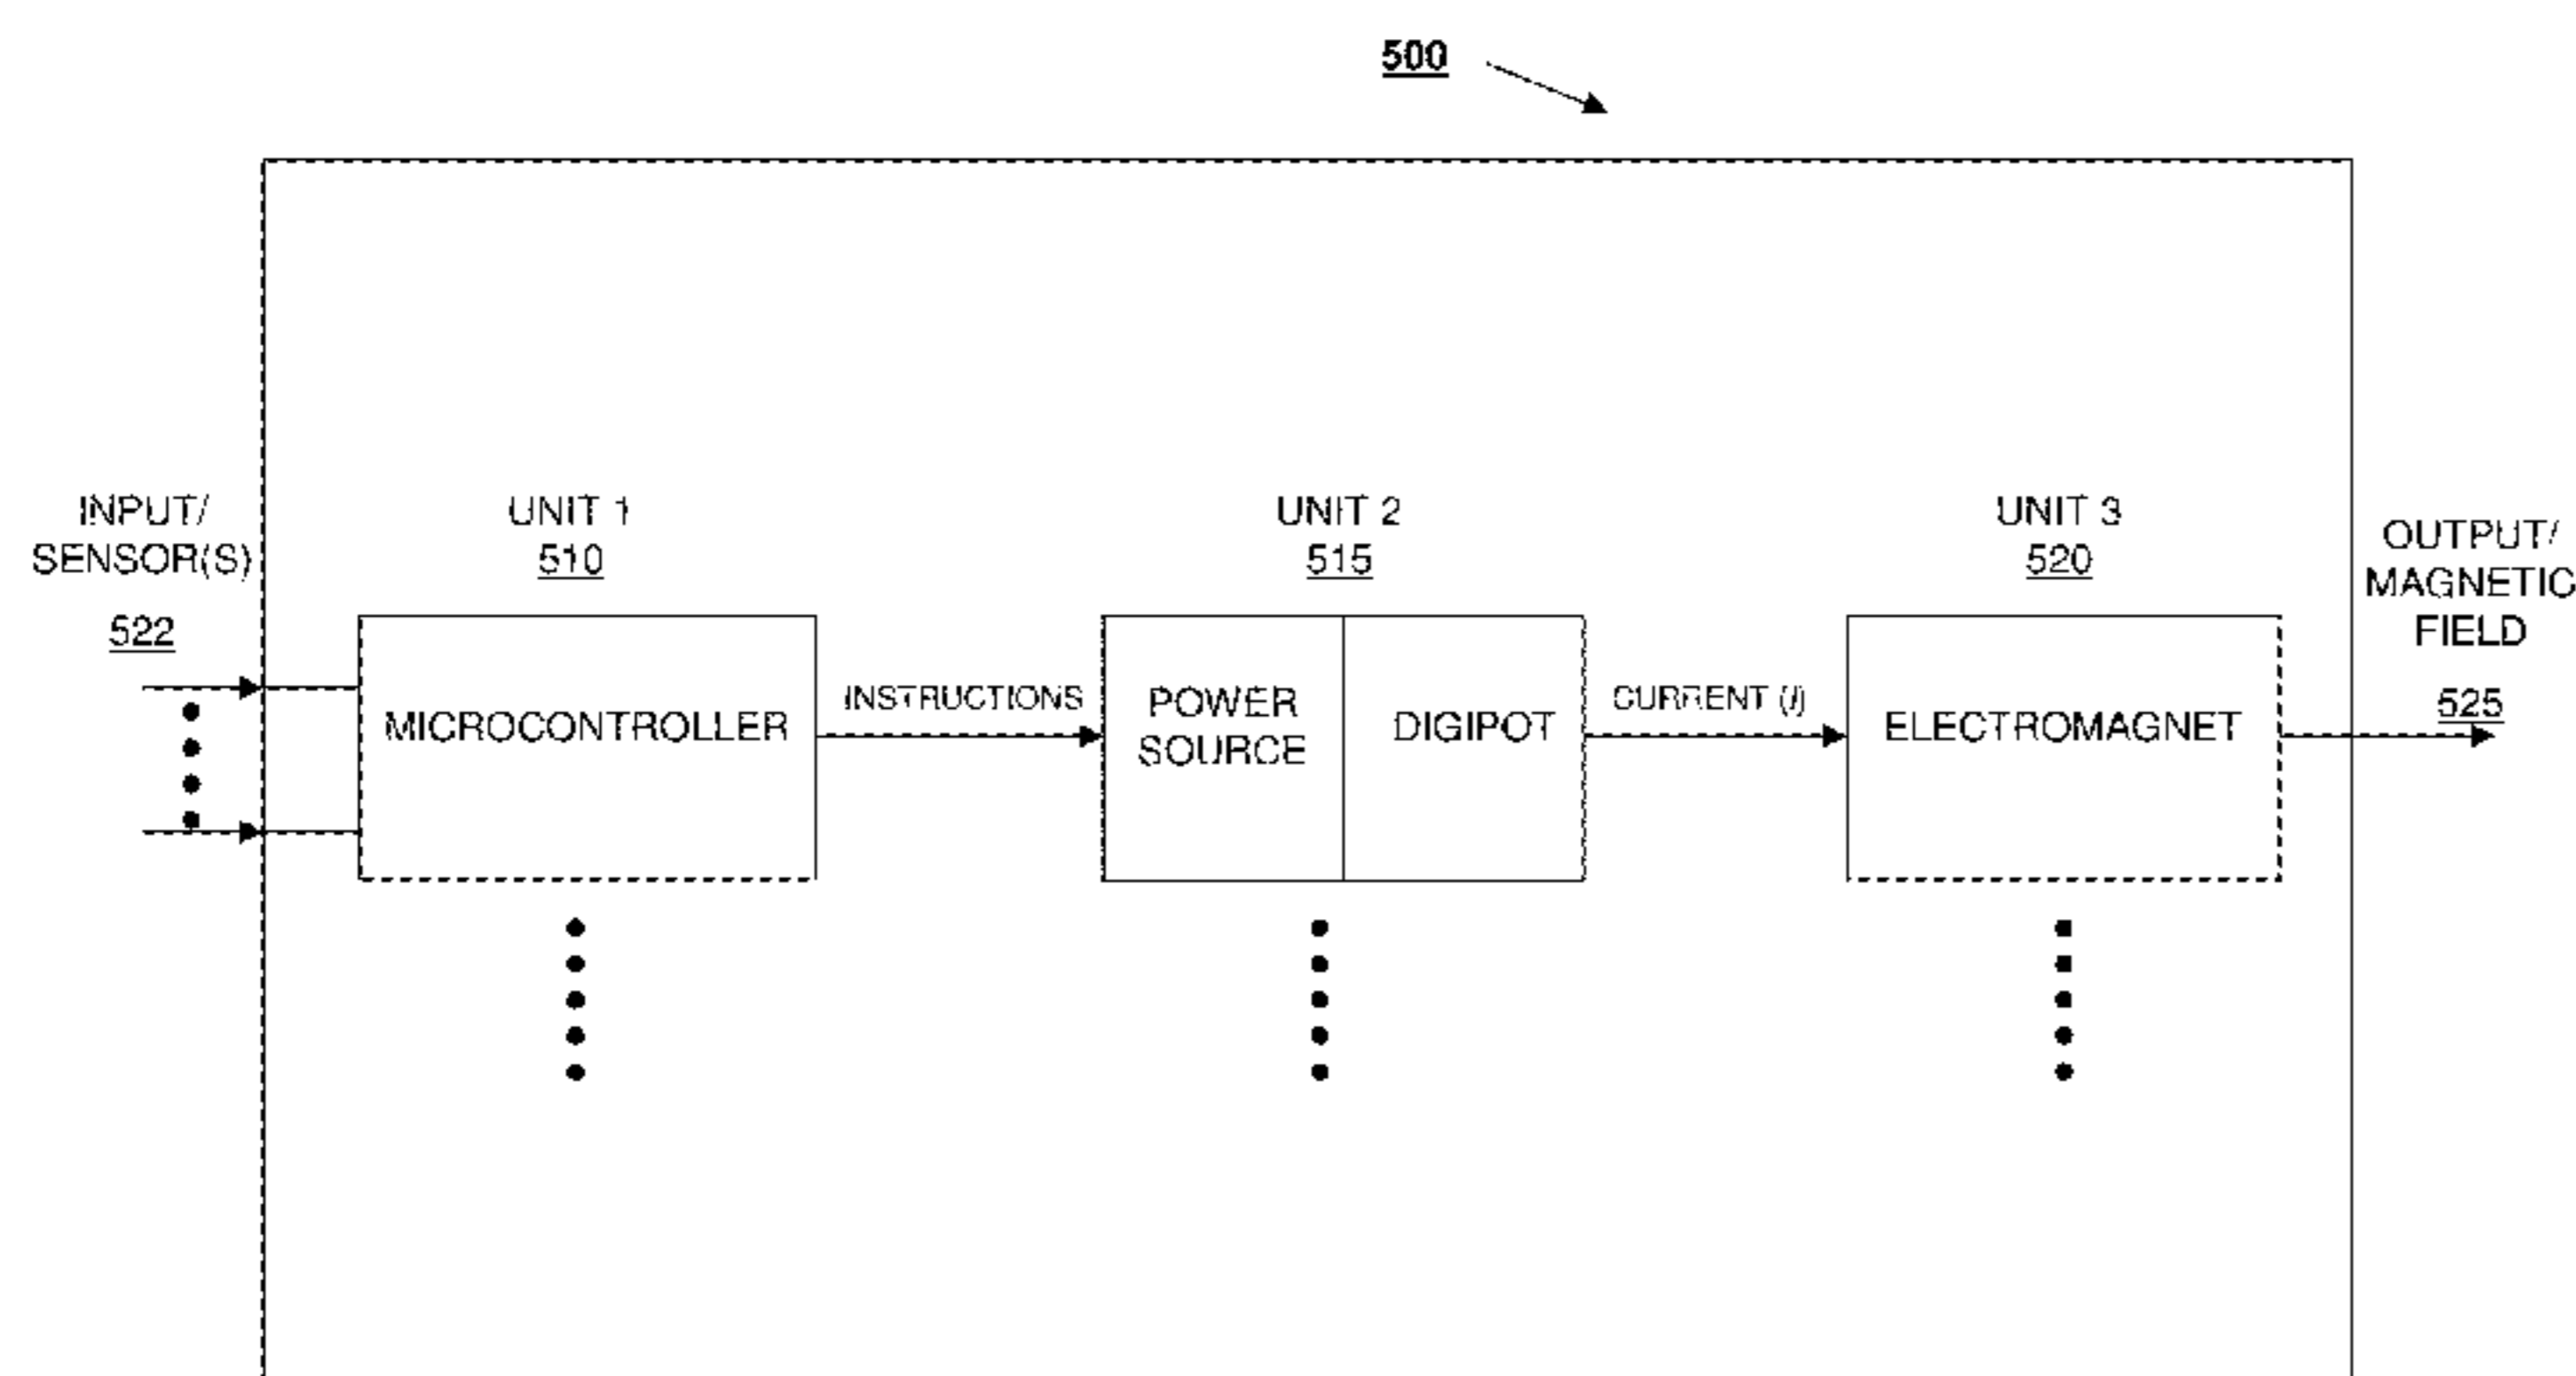 500
INPUT/
SENSOR(S)
522
UNIT 1
510
MICROCONTROLLER
INSTRUCTIONS
UNIT 2
515
POWER
SOURCE
DIGIPOT
CURRENT (I)
UNIT 3
520
ELECTROMAGNET
OUTPUT/
MAGNETIC
FIELD
525